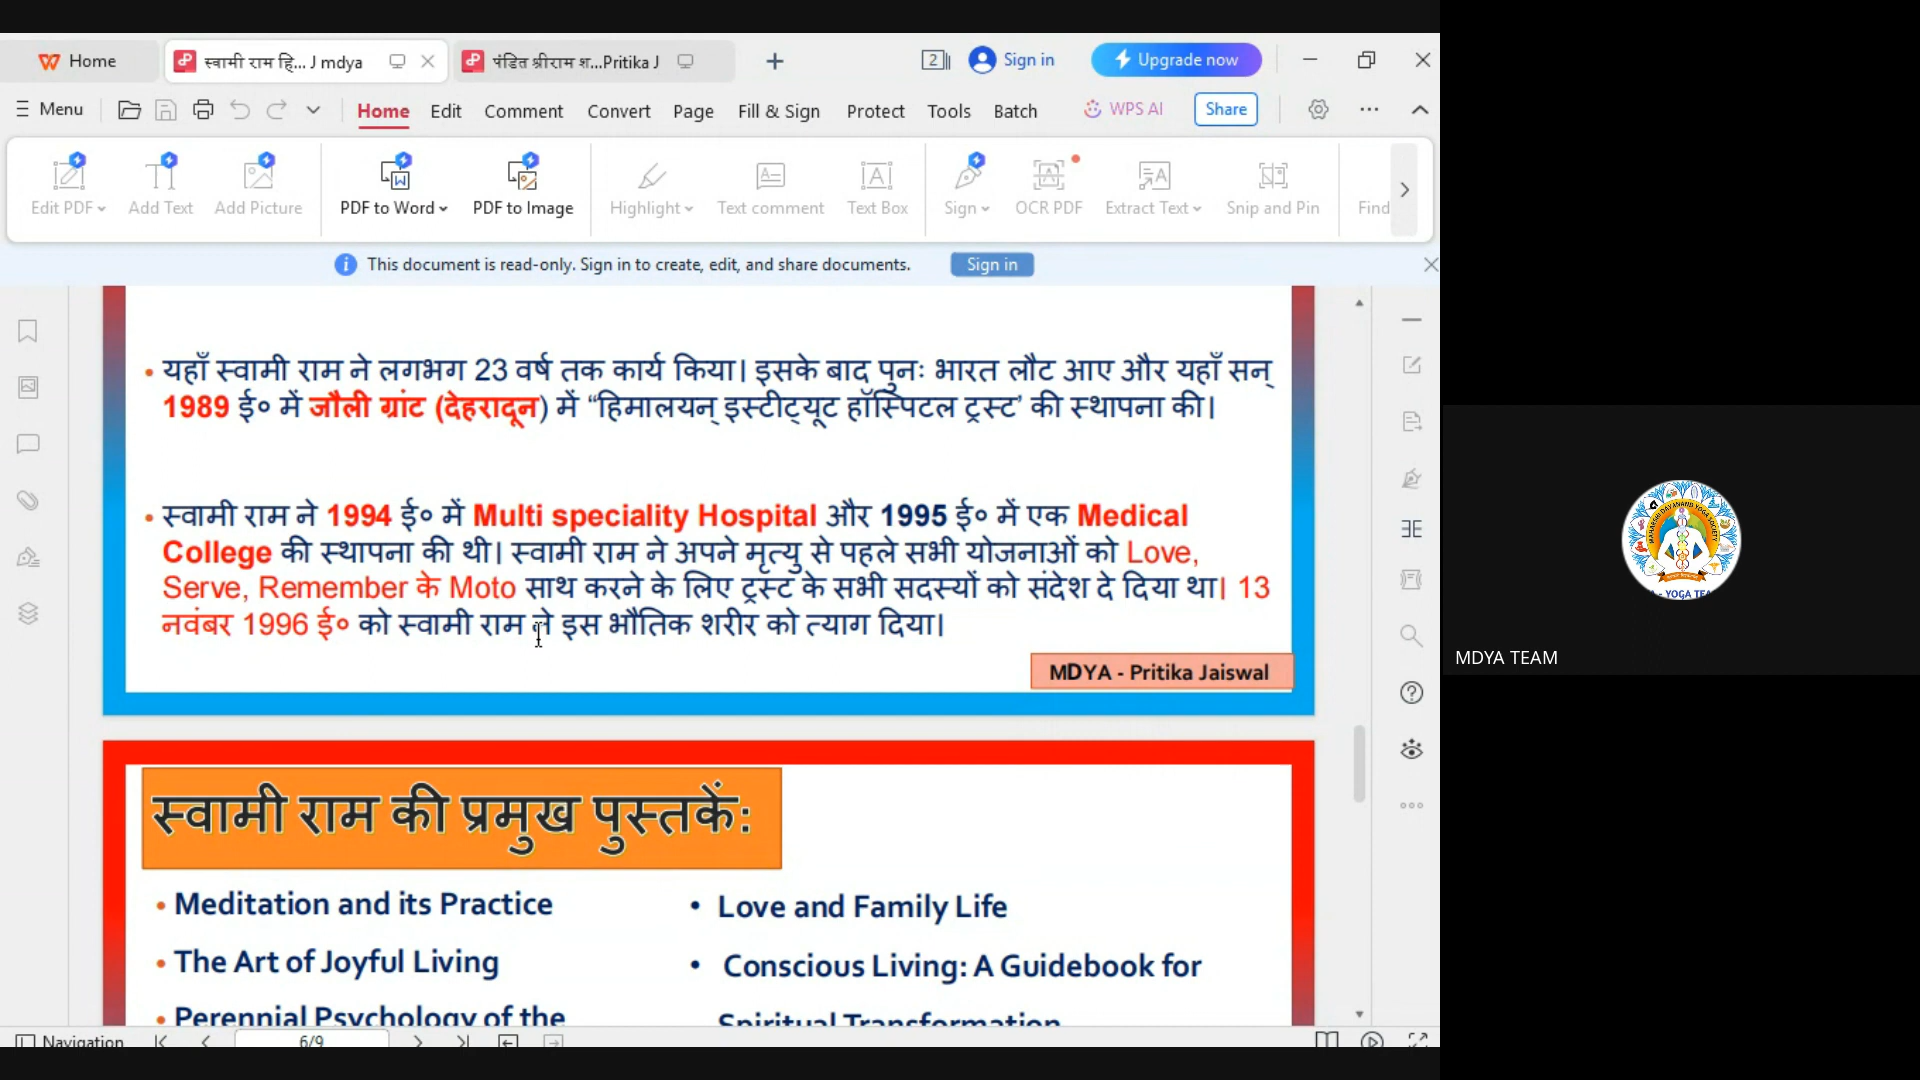 Home
स्वामी राम हि... J mdya
पंडित श्रीराम श...Pritika J
2
Sign in
Upgrade now
Menu
Home
Edit
Comment
Convert
Page
Fill & Sign
Protect
Tools
Batch
WPS AI
Share
Edit PDF
Add Text
Add Picture
PDF to Word
PDF to Image
Highlight
Text comment
Text Box
Sign
OCR PDF
Extract Text
Snip and Pin
Find
This document is read-only. Sign in to create, edit, and share documents.
Sign in
• यहाँ स्वामी राम ने लगभग 23 वर्ष तक कार्य किया। इसके बाद पुनः भारत लौट आए और यहाँ सन्
1989 ई० में जौली ग्रांट (देहरादून) में “हिमालयन् इस्टीट्यूट हॉस्पिटल ट्रस्ट’ की स्थापना की।
• स्वामी राम ने 1994 ई० में Multi speciality Hospital और 1995 ई० में एक Medical
College की स्थापना की थी। स्वामी राम ने अपने मृत्यु से पहले सभी योजनाओं को Love,
Serve, Remember के Moto साथ करने के लिए ट्रस्ट के सभी सदस्यों को संदेश दे दिया था। 13
नवंबर 1996 ई० को स्वामी राम ने इस भौतिक शरीर को त्याग दिया।
MDYA - Pritika Jaiswal
स्वामी राम की प्रमुख पुस्तकें:
• Meditation and its Practice
• The Art of Joyful Living
• Perennial Psychology of the
• Love and Family Life
• Conscious Living: A Guidebook for
Spiritual Transformation
Navigation
6/9
MDYA TEAM